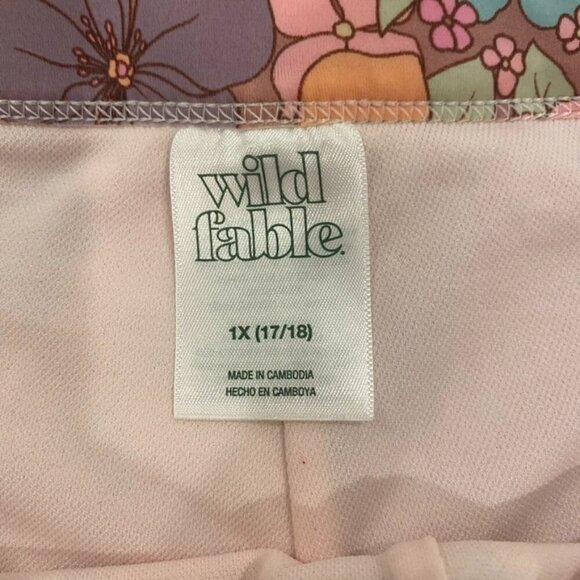 wild
fable.
1X (17/18)
MADE IN CAMBODIA
HECHO EN CAMBOYA